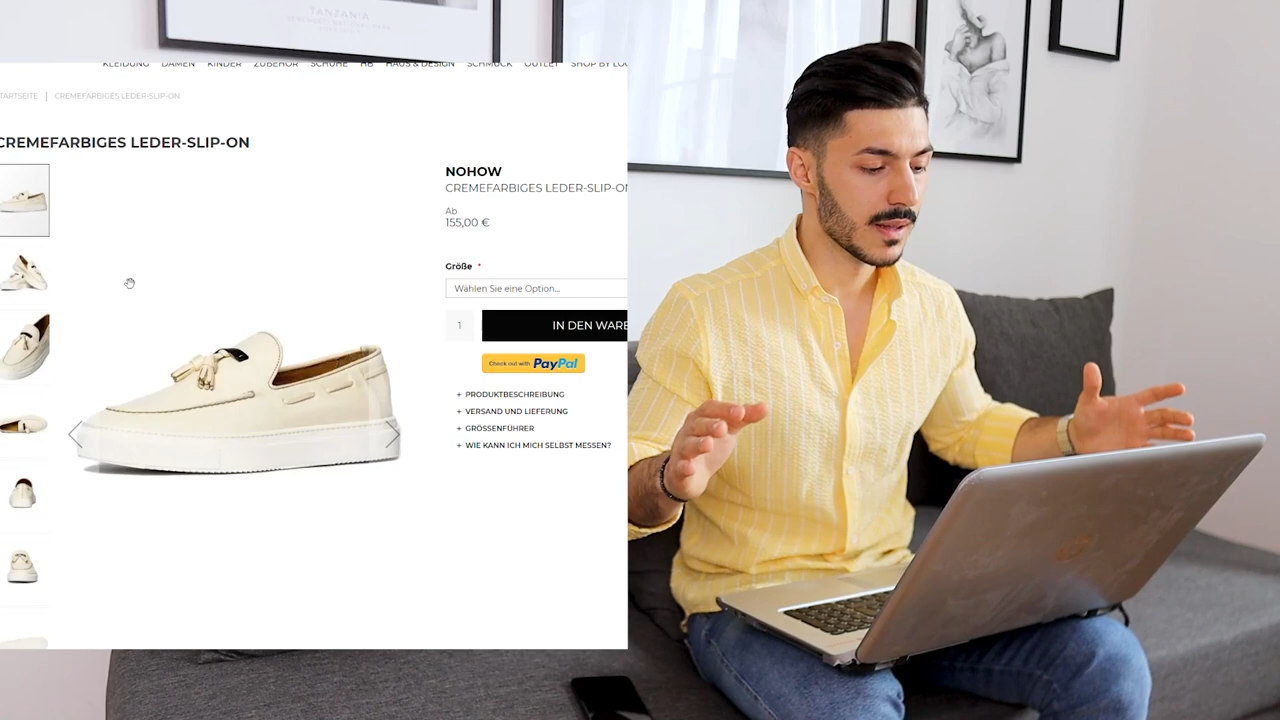 TANZANIA
KLEIDUNG DAMEN KINDER ZUBEHÖR SCHUHE HB HAUS & DESIGN SCHMUCK OUTLET SHOP BY LO
TARTSEITE | CREMEFARBIGES LEDER-SLIP-ON
CREMEFARBIGES LEDER-SLIP-ON
NOHOW
CREMEFARBIGES LEDER-SLIP-ON
Ab
155,00 €
Größe *
Wählen Sie eine Option...
1 IN DEN WARE
Check out with PayPal
+ PRODUKTBESCHREIBUNG
+ VERSAND UND LIEFERUNG
+ GRÖSSENFÜHRER
+ WIE KANN ICH MICH SELBST MESSEN?